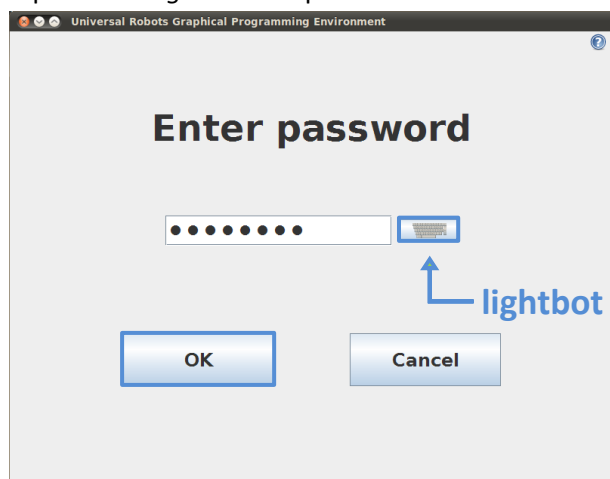 Universal Robots Graphical Programming Environment
?
Enter password
●●●●●●●●
lightbot
OK Cancel